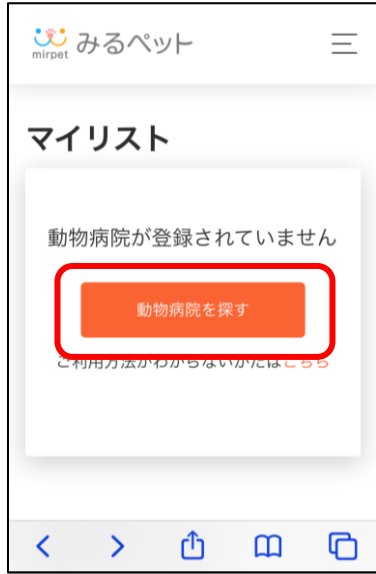 mirpet
みるペット
マイリスト
動物病院が登録されていません
動物病院を探す
ご利用方法がわからないかたはこちら